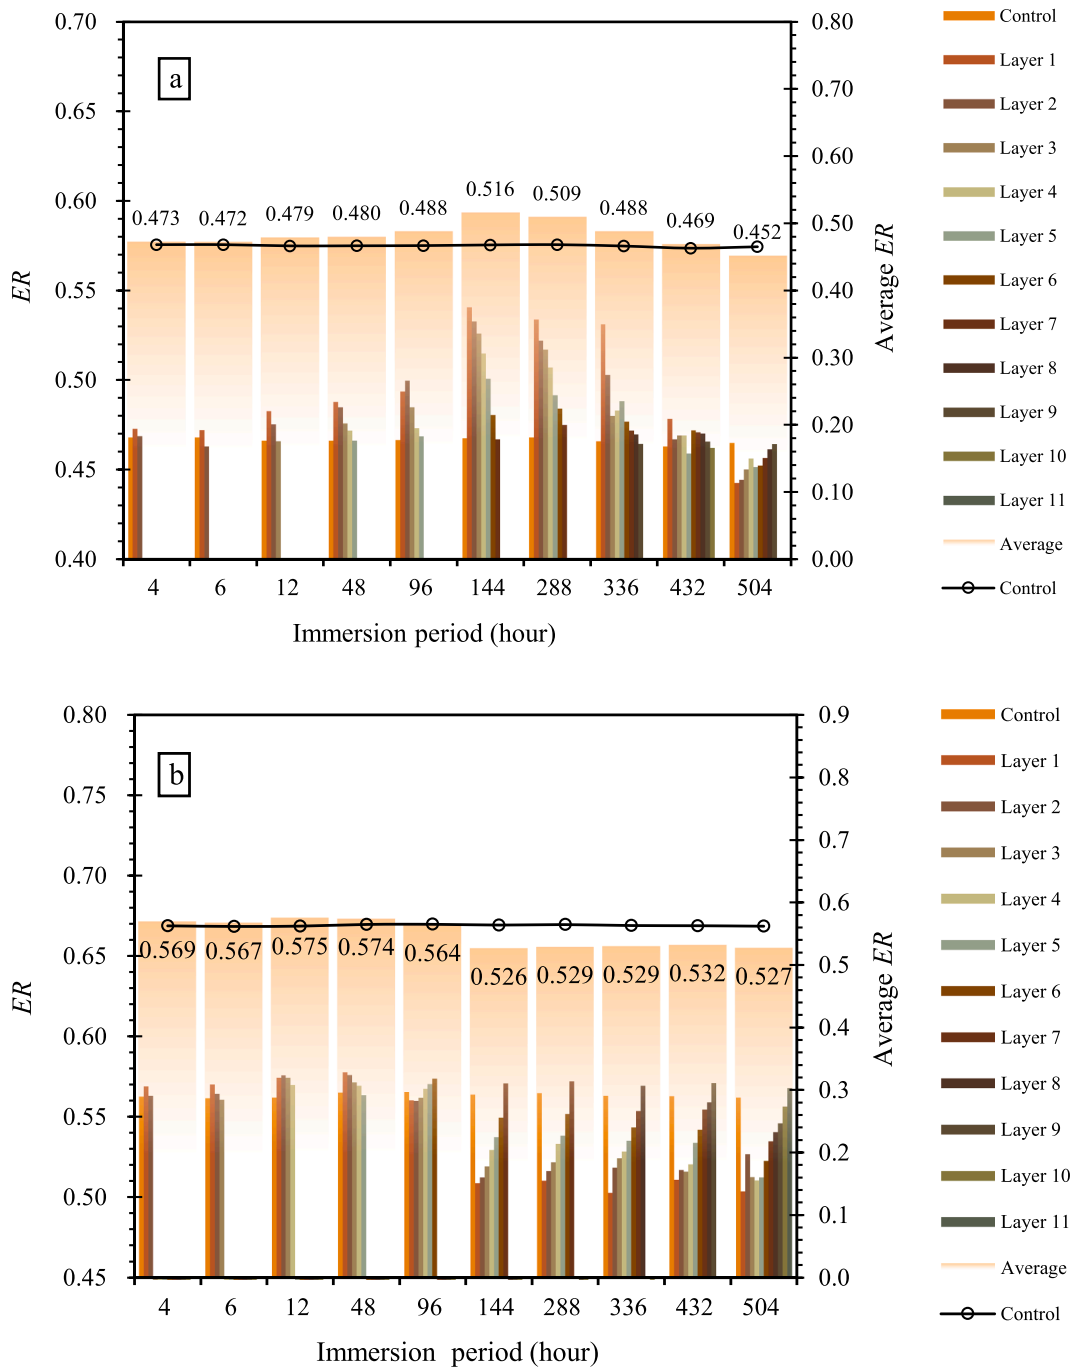 0.70
0.65
0.60
0.55
0.50
0.45
0.40
ER
a
0.473 0.472 0.479 0.480 0.488 0.516 0.509 0.488 0.469 0.452
0.80
0.70
0.60
0.50
0.40
0.30
0.20
0.10
0.00
Average ER
4 6 12 48 96 144 288 336 432 504
Immersion period (hour)
Control
Layer 1
Layer 2
Layer 3
Layer 4
Layer 5
Layer 6
Layer 7
Layer 8
Layer 9
Layer 10
Layer 11
Average
Control
0.80
0.75
0.70
0.65
0.60
0.55
0.50
0.45
ER
b
0.569 0.567 0.575 0.574 0.564 0.526 0.529 0.529 0.532 0.527
0.9
0.8
0.7
0.6
0.5
0.4
0.3
0.2
0.1
0.0
Average ER
4 6 12 48 96 144 288 336 432 504
Immersion period (hour)
Control
Layer 1
Layer 2
Layer 3
Layer 4
Layer 5
Layer 6
Layer 7
Layer 8
Layer 9
Layer 10
Layer 11
Average
Control